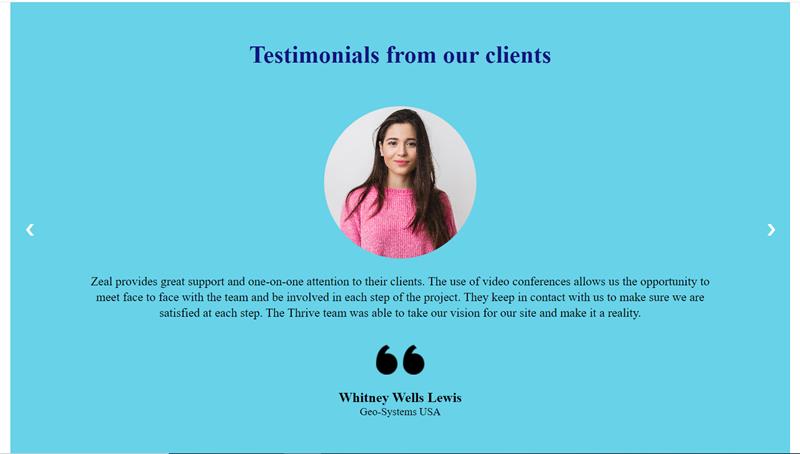 Testimonials from our clients
Zeal provides great support and one-on-one attention to their clients. The use of video conferences allows us the opportunity to
meet face to face with the team and be involved in each step of the project. They keep in contact with us to make sure we are
satisfied at each step. The Thrive team was able to take our vision for our site and make it a reality.
Whitney Wells Lewis
Geo-Systems USA